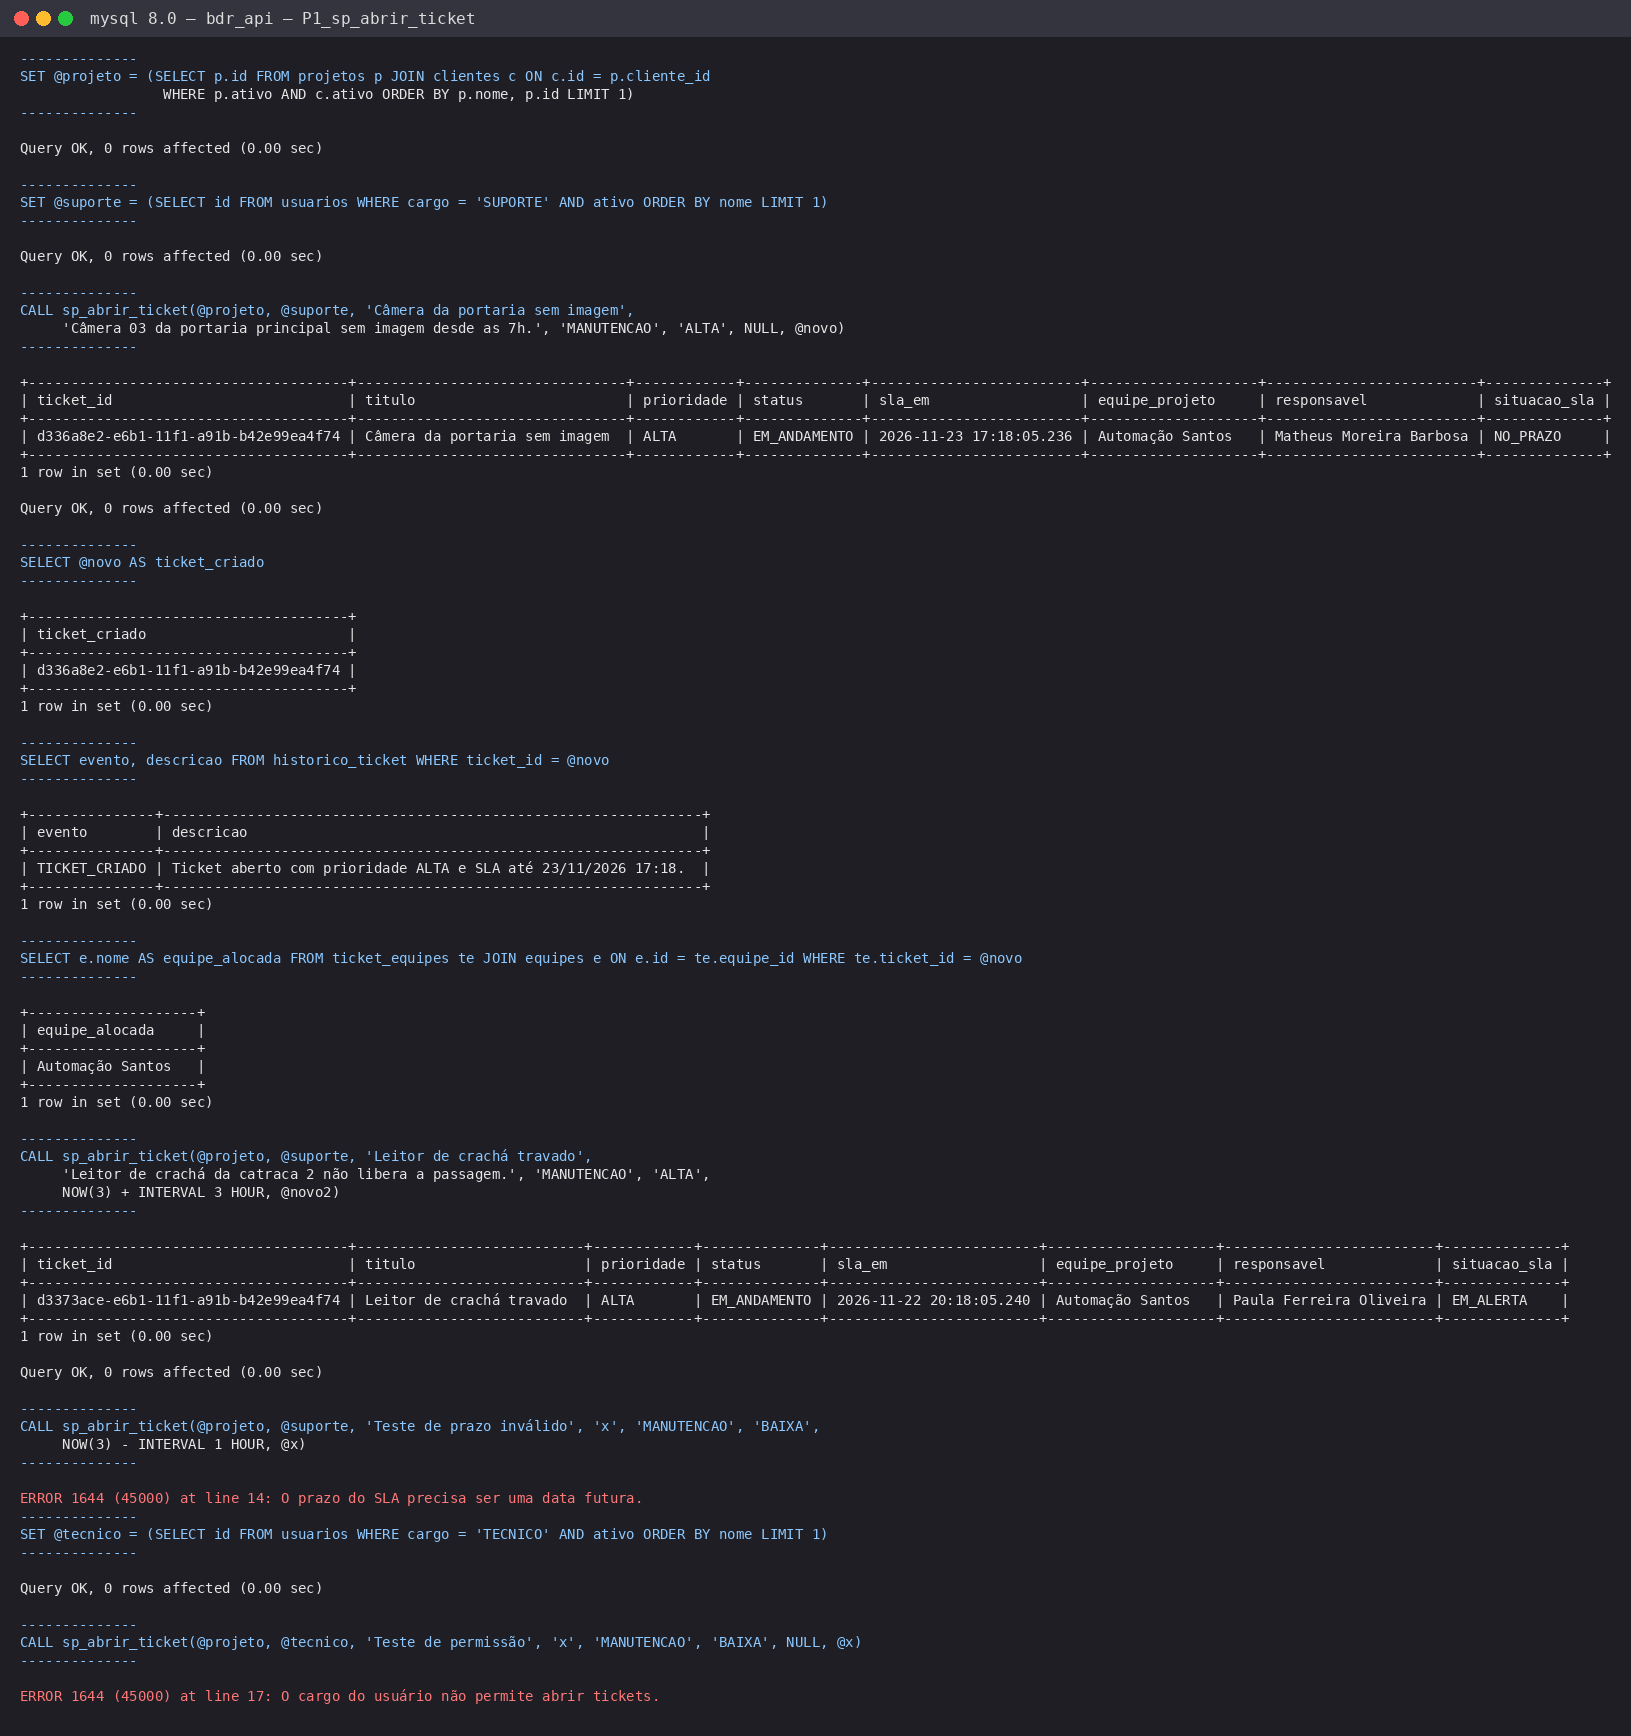 mysql 8.0 — bdr_api — P1_sp_abrir_ticket
--------------
SET @projeto = (SELECT p.id FROM projetos p JOIN clientes c ON c.id = p.cliente_id
                 WHERE p.ativo AND c.ativo ORDER BY p.nome, p.id LIMIT 1)
--------------

Query OK, 0 rows affected (0.00 sec)

--------------
SET @suporte = (SELECT id FROM usuarios WHERE cargo = 'SUPORTE' AND ativo ORDER BY nome LIMIT 1)
--------------

Query OK, 0 rows affected (0.00 sec)

--------------
CALL sp_abrir_ticket(@projeto, @suporte, 'Câmera da portaria sem imagem',
     'Câmera 03 da portaria principal sem imagem desde as 7h.', 'MANUTENCAO', 'ALTA', NULL, @novo)
--------------

+--------------------------------------+--------------------------------+------------+--------------+-------------------------+--------------------+-------------------------+--------------+
| ticket_id                            | titulo                         | prioridade | status       | sla_em                  | equipe_projeto     | responsavel             | situacao_sla |
+--------------------------------------+--------------------------------+------------+--------------+-------------------------+--------------------+-------------------------+--------------+
| d336a8e2-e6b1-11f1-a91b-b42e99ea4f74 | Câmera da portaria sem imagem  | ALTA       | EM_ANDAMENTO | 2026-11-23 17:18:05.236 | Automação Santos   | Matheus Moreira Barbosa | NO_PRAZO     |
+--------------------------------------+--------------------------------+------------+--------------+-------------------------+--------------------+-------------------------+--------------+
1 row in set (0.00 sec)

Query OK, 0 rows affected (0.00 sec)

--------------
SELECT @novo AS ticket_criado
--------------

+--------------------------------------+
| ticket_criado                        |
+--------------------------------------+
| d336a8e2-e6b1-11f1-a91b-b42e99ea4f74 |
+--------------------------------------+
1 row in set (0.00 sec)

--------------
SELECT evento, descricao FROM historico_ticket WHERE ticket_id = @novo
--------------

+---------------+----------------------------------------------------------------+
| evento        | descricao                                                      |
+---------------+----------------------------------------------------------------+
| TICKET_CRIADO | Ticket aberto com prioridade ALTA e SLA até 23/11/2026 17:18.  |
+---------------+----------------------------------------------------------------+
1 row in set (0.00 sec)

--------------
SELECT e.nome AS equipe_alocada FROM ticket_equipes te JOIN equipes e ON e.id = te.equipe_id WHERE te.ticket_id = @novo
--------------

+--------------------+
| equipe_alocada     |
+--------------------+
| Automação Santos   |
+--------------------+
1 row in set (0.00 sec)

--------------
CALL sp_abrir_ticket(@projeto, @suporte, 'Leitor de crachá travado',
     'Leitor de crachá da catraca 2 não libera a passagem.', 'MANUTENCAO', 'ALTA',
     NOW(3) + INTERVAL 3 HOUR, @novo2)
--------------

+--------------------------------------+---------------------------+------------+--------------+-------------------------+--------------------+-------------------------+--------------+
| ticket_id                            | titulo                    | prioridade | status       | sla_em                  | equipe_projeto     | responsavel             | situacao_sla |
+--------------------------------------+---------------------------+------------+--------------+-------------------------+--------------------+-------------------------+--------------+
| d3373ace-e6b1-11f1-a91b-b42e99ea4f74 | Leitor de crachá travado  | ALTA       | EM_ANDAMENTO | 2026-11-22 20:18:05.240 | Automação Santos   | Paula Ferreira Oliveira | EM_ALERTA    |
+--------------------------------------+---------------------------+------------+--------------+-------------------------+--------------------+-------------------------+--------------+
1 row in set (0.00 sec)

Query OK, 0 rows affected (0.00 sec)

--------------
CALL sp_abrir_ticket(@projeto, @suporte, 'Teste de prazo inválido', 'x', 'MANUTENCAO', 'BAIXA',
     NOW(3) - INTERVAL 1 HOUR, @x)
--------------

ERROR 1644 (45000) at line 14: O prazo do SLA precisa ser uma data futura.
--------------
SET @tecnico = (SELECT id FROM usuarios WHERE cargo = 'TECNICO' AND ativo ORDER BY nome LIMIT 1)
--------------

Query OK, 0 rows affected (0.00 sec)

--------------
CALL sp_abrir_ticket(@projeto, @tecnico, 'Teste de permissão', 'x', 'MANUTENCAO', 'BAIXA', NULL, @x)
--------------

ERROR 1644 (45000) at line 17: O cargo do usuário não permite abrir tickets.